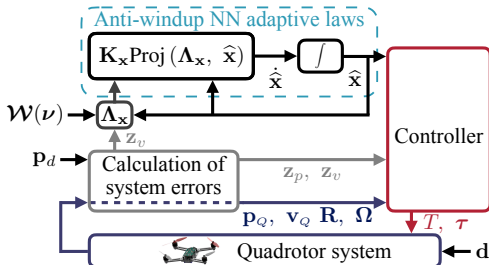 Anti-windup NN adaptive laws
K_x Proj (Λ_x, x̂)
∫
x̂̇
x̂
W(ν)
Λ_x
z_v
Controller
p_d
Calculation of
system errors
z_p, z_v
p_Q, v_Q R, Ω
T, τ
Quadrotor system
d